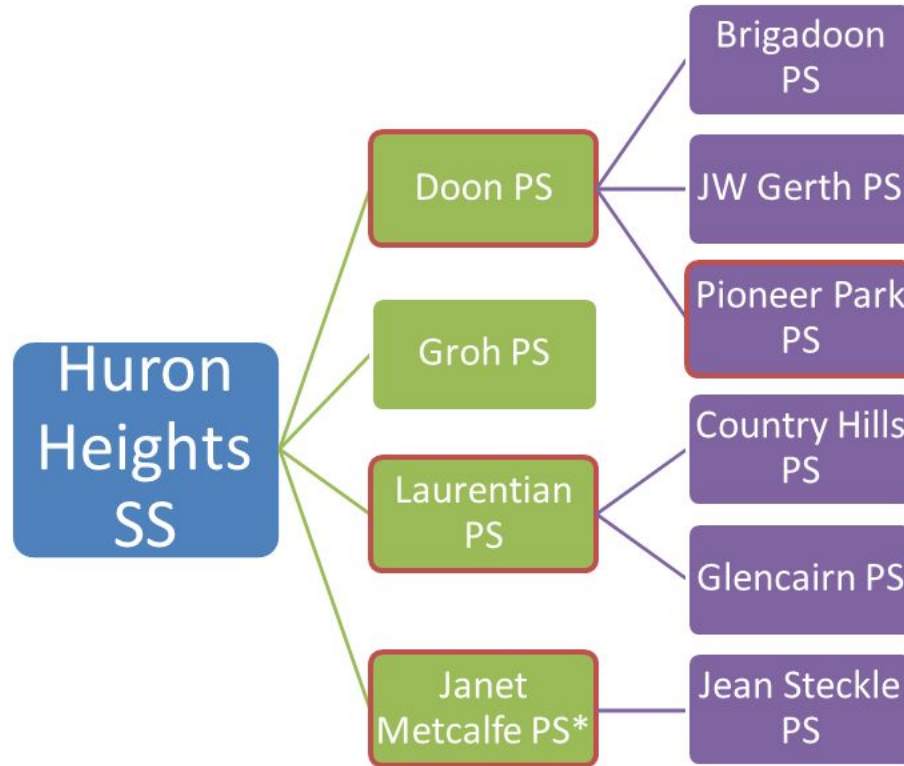 Huron
Heights
SS
Doon PS
Groh PS
Laurentian
PS
Janet
Metcalfe PS*
Brigadoon
PS
JW Gerth PS
Pioneer Park
PS
Country Hills
PS
Glencairn PS
Jean Steckle
PS